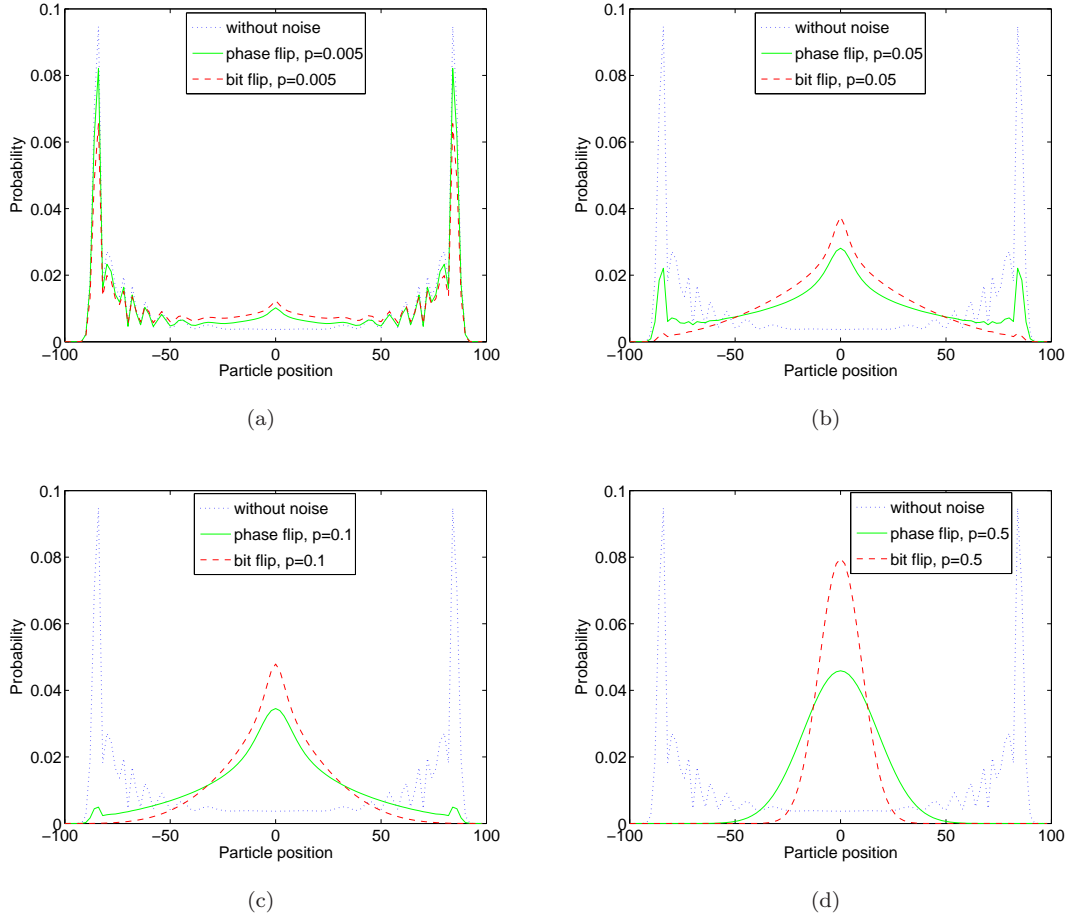 0.1
0.08
0.06
0.04
0.02
0
−100
−50
0
50
100
Probability
Particle position
without noise
phase flip, p=0.005
bit flip, p=0.005
(a)
0.1
0.08
0.06
0.04
0.02
0
−100
−50
0
50
100
Probability
Particle position
without noise
phase flip, p=0.05
bit flip, p=0.05
(b)
0.1
0.08
0.06
0.04
0.02
0
−100
−50
0
50
100
Probability
Particle position
without noise
phase flip, p=0.1
bit flip, p=0.1
(c)
0.1
0.08
0.06
0.04
0.02
0
−100
−50
0
50
100
Probability
Particle position
without noise
phase flip, p=0.5
bit flip, p=0.5
(d)